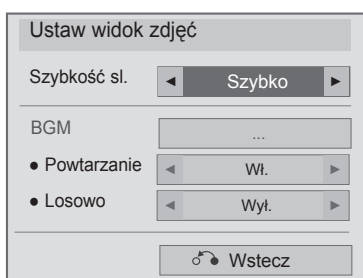 Ustaw widok zdjęć
Szybkość sl. ◄ Szybko ►
BGM ...
● Powtarzanie ◄ Wł. ►
● Losowo ◄ Wył. ►
Wstecz